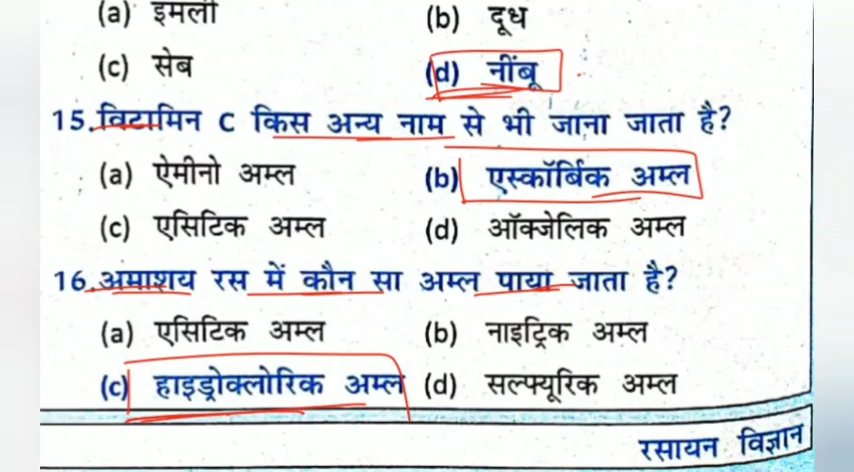 (a) इमली (b) दूध
(c) सेब (d) नींबू
15. विटामिन C किस अन्य नाम से भी जाना जाता है?
(a) ऐमीनो अम्ल (b) एस्कॉर्बिक अम्ल
(c) एसिटिक अम्ल (d) ऑक्जेलिक अम्ल
16. अमाशय रस में कौन सा अम्ल पाया जाता है?
(a) एसिटिक अम्ल (b) नाइट्रिक अम्ल
(c) हाइड्रोक्लोरिक अम्ल (d) सल्फ्यूरिक अम्ल
रसायन विज्ञान